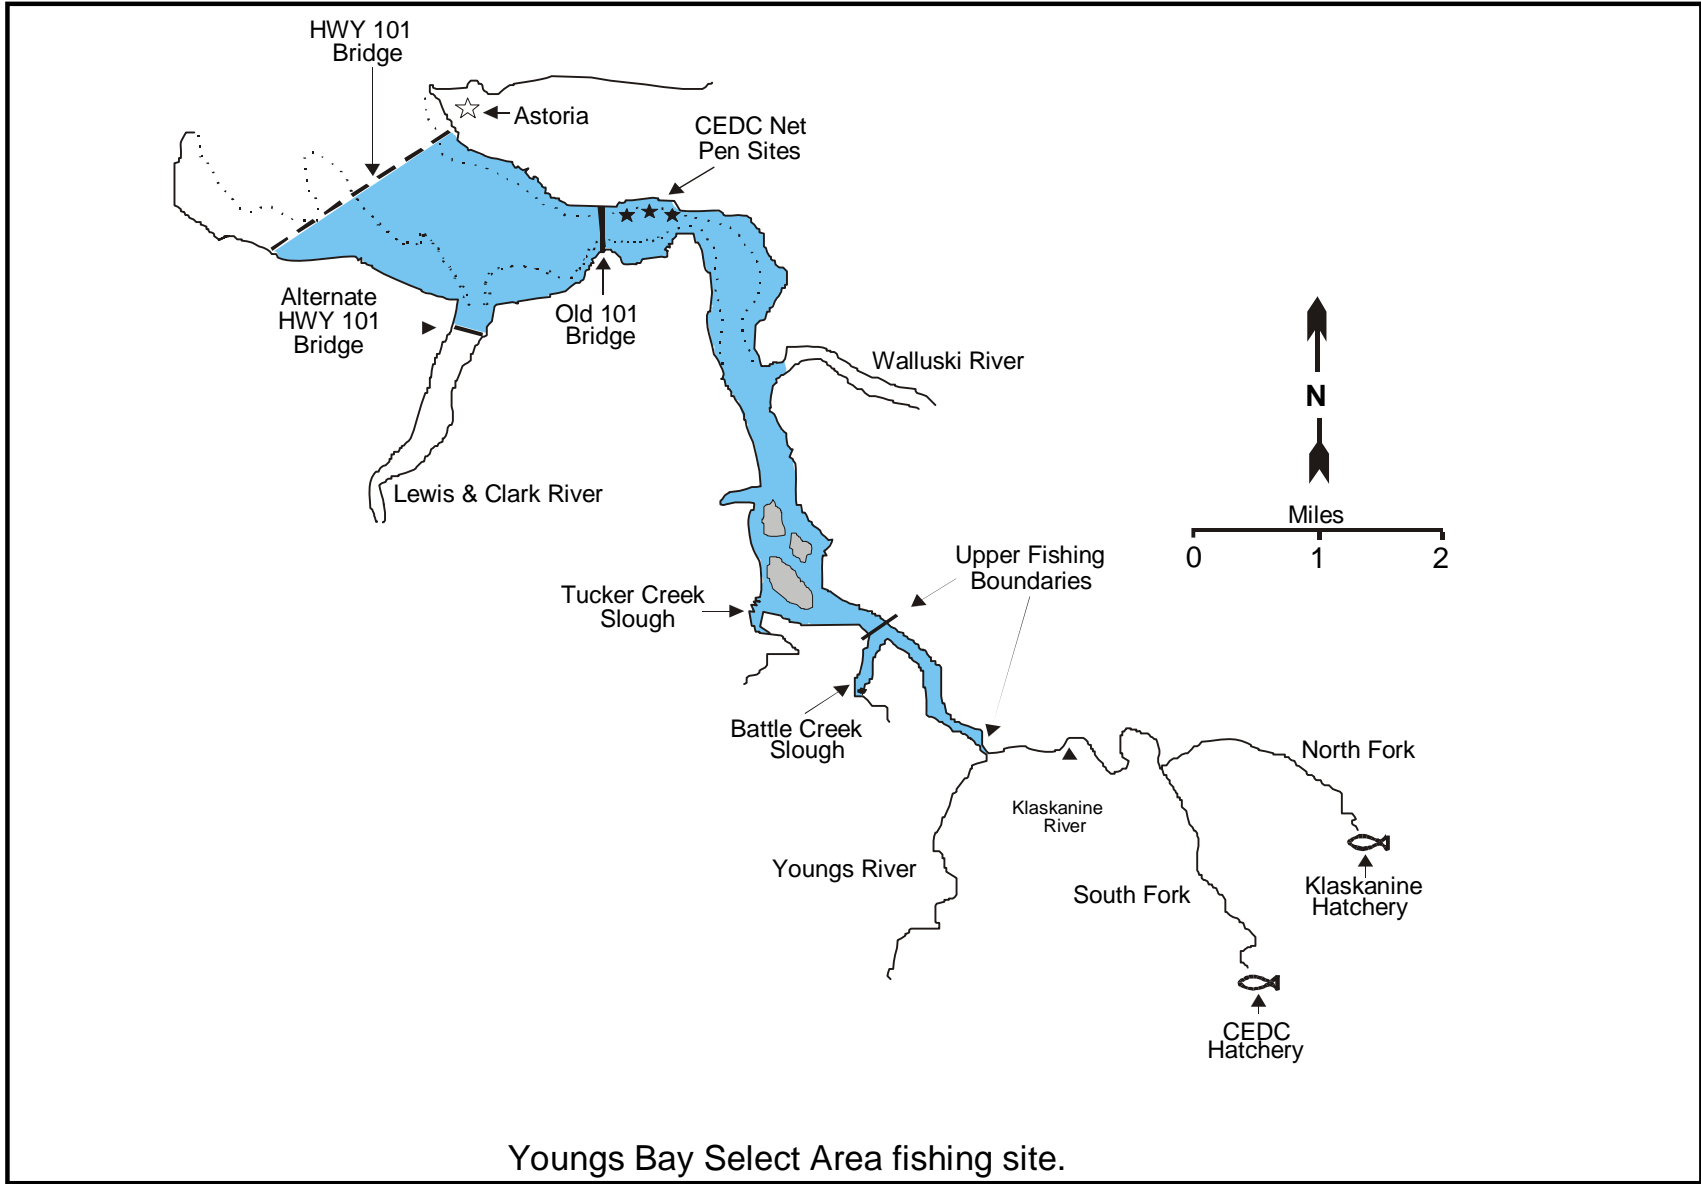 HWY 101
Bridge
Astoria
CEDC Net
Pen Sites
Alternate
HWY 101
Bridge
Old 101
Bridge
Walluski River
N
Lewis & Clark River
Miles
0 1 2
Upper Fishing
Boundaries
Tucker Creek
Slough
Battle Creek
Slough
North Fork
Klaskanine
River
Youngs River
South Fork
Klaskanine
Hatchery
CEDC
Hatchery
Youngs Bay Select Area fishing site.